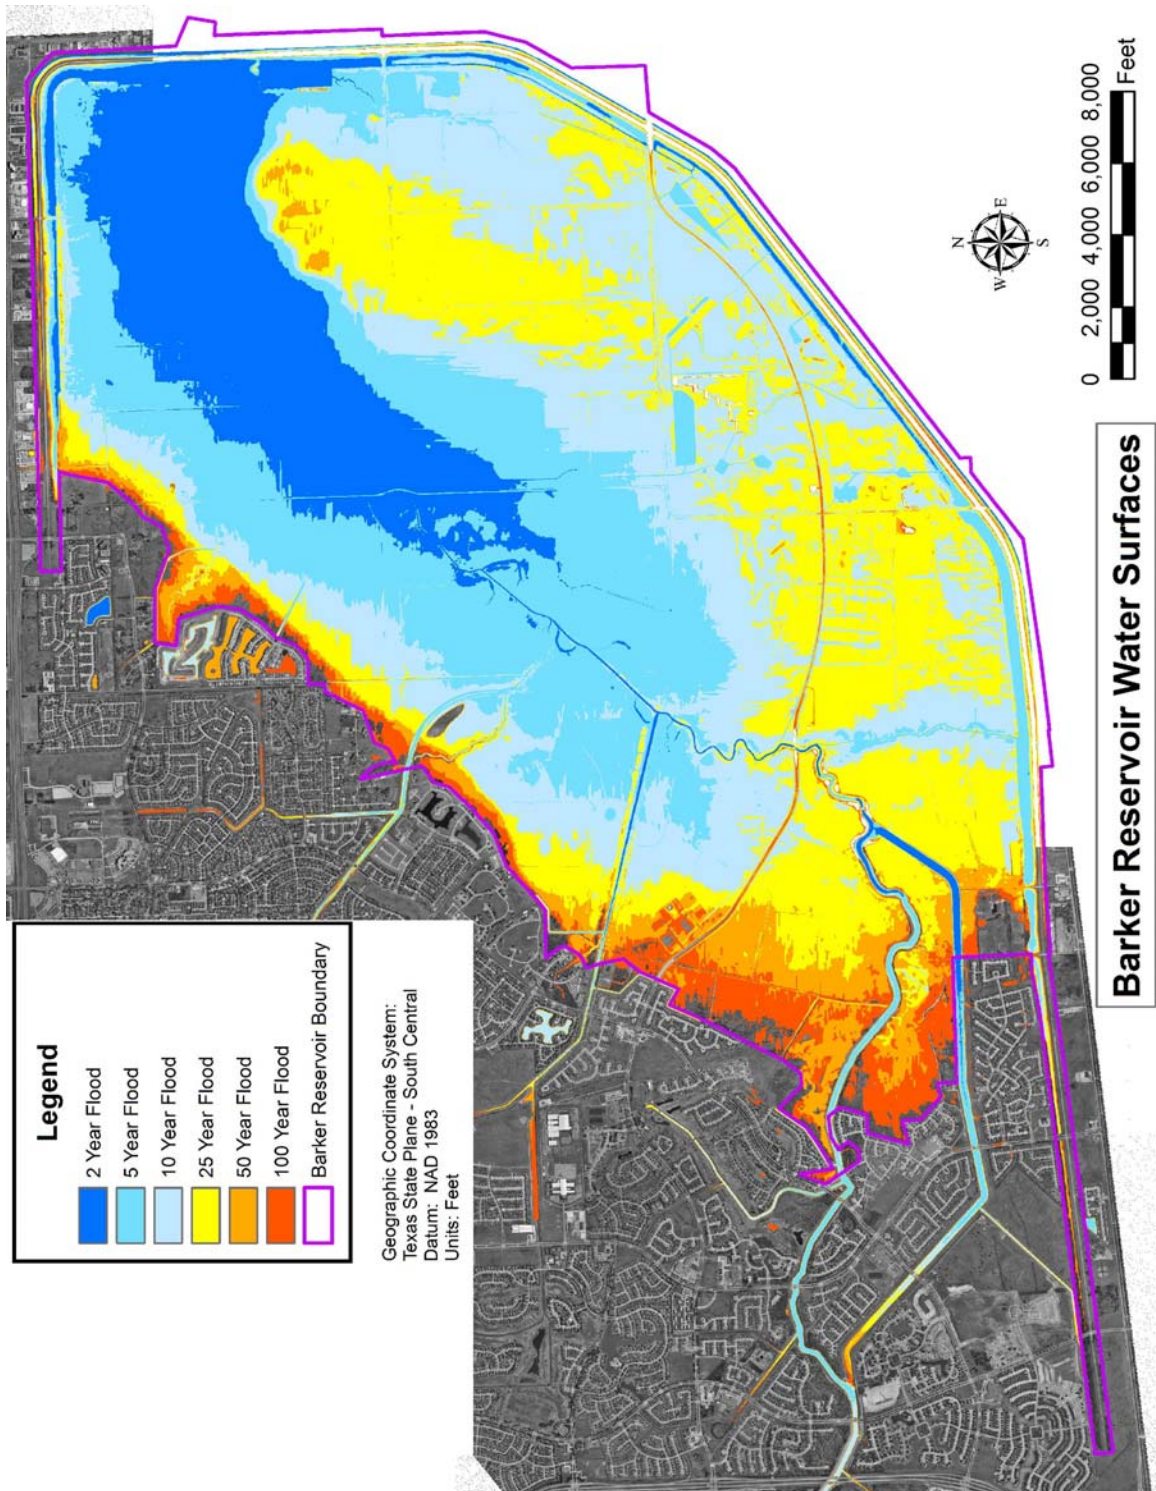 Legend
2 Year Flood
5 Year Flood
10 Year Flood
25 Year Flood
50 Year Flood
100 Year Flood
Barker Reservoir Boundary
Geographic Coordinate System:
Texas State Plane - South Central
Datum: NAD 1983
Units: Feet
N
W E
S
0 2,000 4,000 6,000 8,000
Feet
Barker Reservoir Water Surfaces